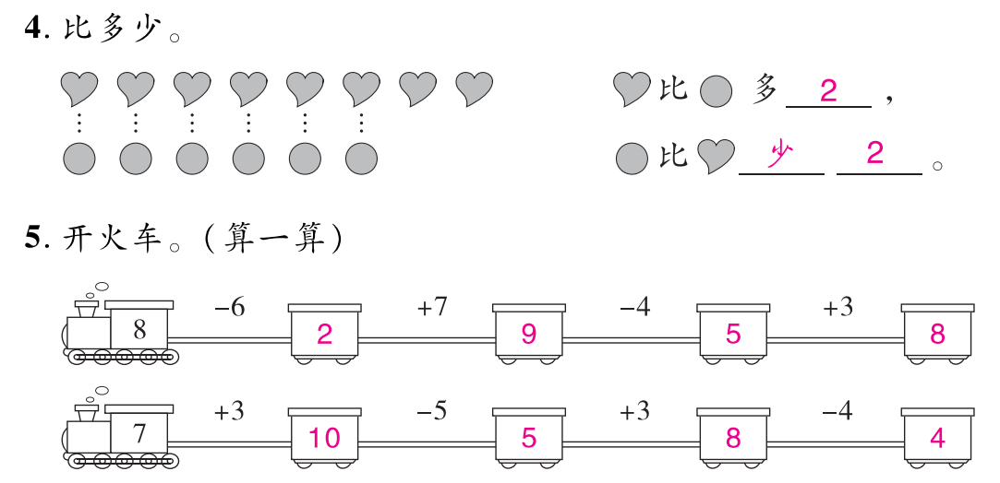 4. 比多少。
比 多 2 ，
比 少 2 。
5. 开火车。（算一算）
8 -6 2 +7 9 -4 5 +3 8
7 +3 10 -5 5 +3 8 -4 4